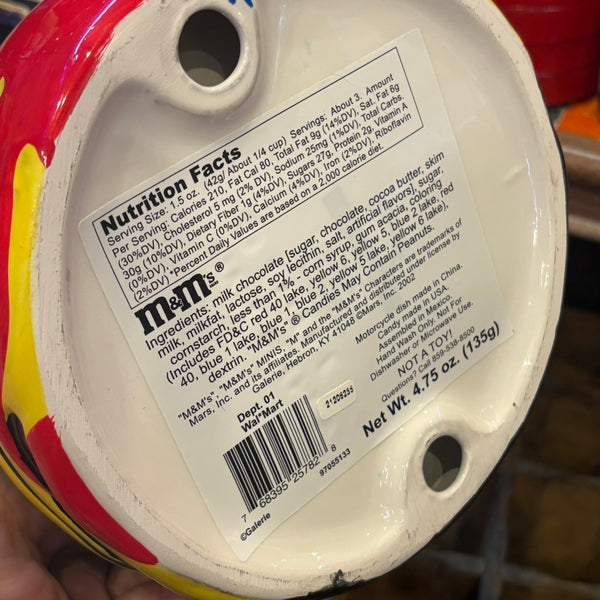 Nutrition Facts
Serving Size: 1.5 oz. (42g/ About 1/4 cup) Servings: About 3. Amount
Per Serving: Calories 210, Fat Cal 80, Total Fat 9g (14%DV), Sat. Fat 6g
(30%DV), Cholesterol 5 mg (2% DV), Sodium 25mg (1%DV), Total Carbs.
30g (10%DV), Dietary Fiber 1g (4%DV), Sugars 27g, Protein 2g, Vitamin A
(0%DV), Vitamin C (0%DV), Calcium (4%DV), Iron (2%DV), Riboflavin
(2%DV) *Percent Daily Values are based on a 2,000 calorie diet.
m&m's®
Ingredients: milk chocolate [sugar, chocolate, cocoa butter, skim
milk, milkfat, lactose, soy lecithin, salt, artificial flavors], sugar,
cornstarch, less than 1% - corn syrup, gum acacia, coloring
(Includes FD&C red 40 lake, yellow 6, yellow 5, blue 2 lake, red
40, blue 1 lake, blue 1, blue 2, yellow 5 lake, yellow 6 lake),
dextrin. "M&M's" ® Candies May Contain Peanuts.
"M&M's", "M&M's" MINIS, "M" and the "M&M's" Characters are trademarks of
Mars, Inc. and its affiliates. Manufactured and distributed under license by
Galerie: Hebron, KY 41048 ©Mars, Inc. 2002
Motorcycle dish made in China.
Candy made in USA.
Assembled in Mexico.
Hand Wash Only. Not For
Dishwasher or Microwave Use.
NOT A TOY!
Questions? Call 859-538-8500
Net Wt. 4.75 oz. (135g)
Dept. 01
Wal*Mart
21206255
7 68395 25782 8
97055133
©Galerie